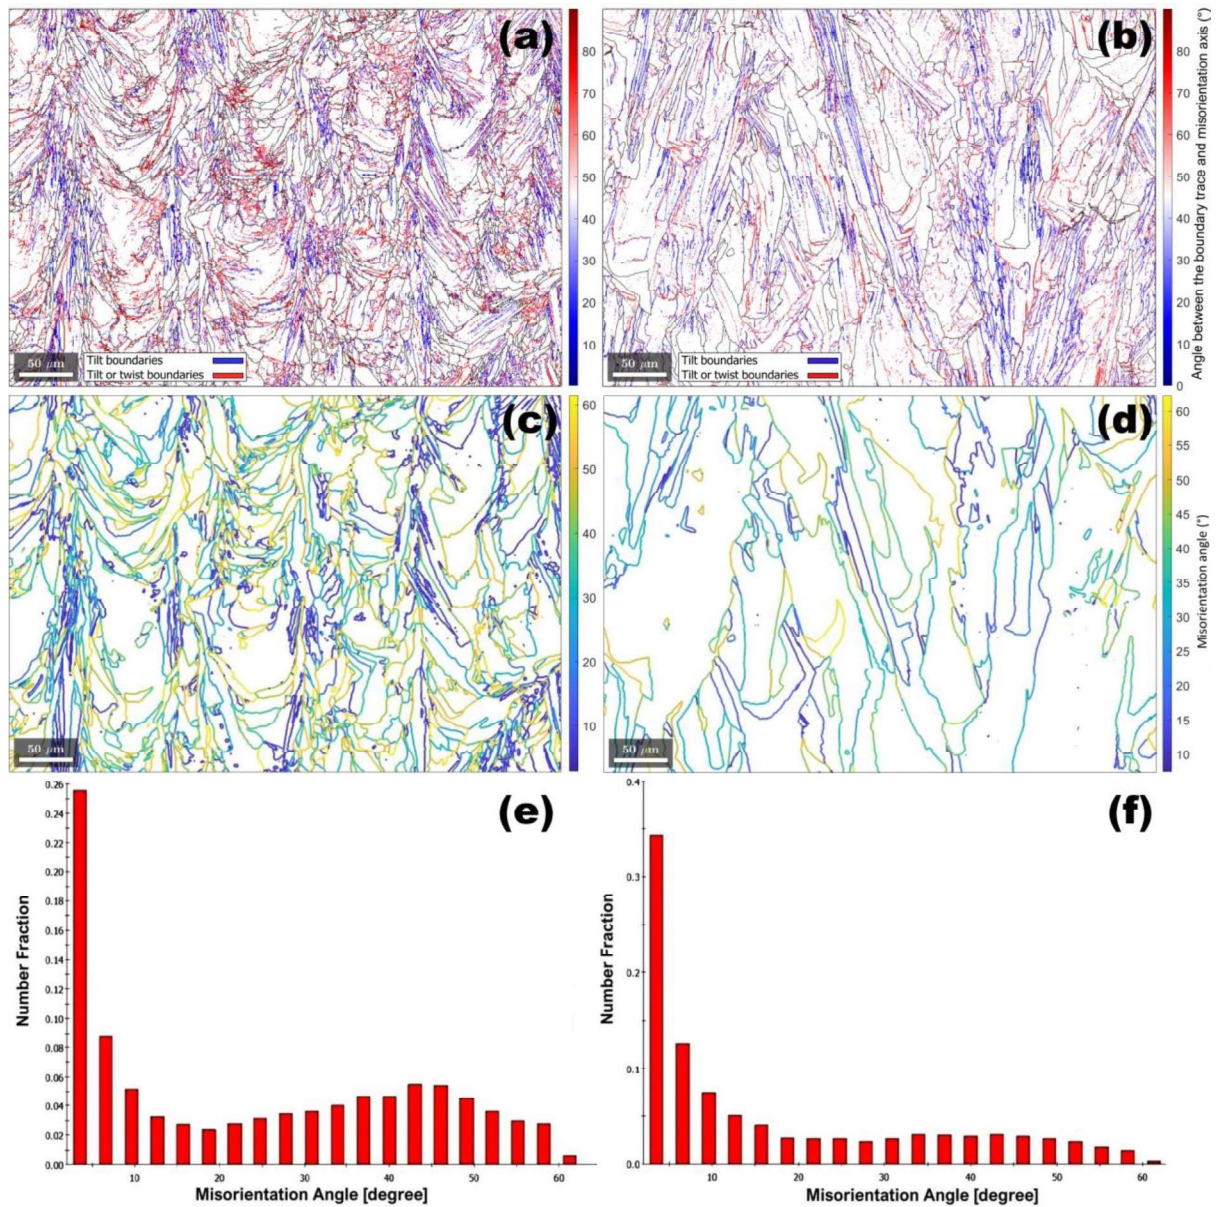 (a)
80
70
60
50
40
30
20
10
50 μm
Tilt boundaries
Tilt or twist boundaries
(b)
80
70
60
50
40
30
20
10
0
Angle between the boundary trace and misorientation axis (°)
50 μm
Tilt boundaries
Tilt or twist boundaries
(c)
60
50
40
30
20
10
50 μm
(d)
60
55
50
45
40
35
30
25
20
15
10
Misorientation angle (°)
50 μm
(e)
0.26
0.24
0.22
0.20
0.18
0.16
0.14
0.12
0.10
0.08
0.06
0.04
0.02
0.00
Number Fraction
10 20 30 40 50 60
Misorientation Angle [degree]
(f)
0.4
0.3
0.2
0.1
0.0
Number Fraction
10 20 30 40 50 60
Misorientation Angle [degree]